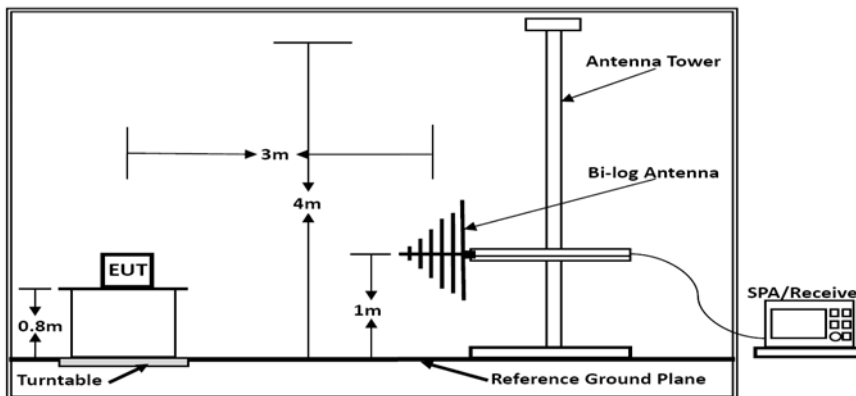 Antenna Tower
3m
Bi-log Antenna
4m
EUT
SPA/Receive
0.8m
1m
Turntable
Reference Ground Plane